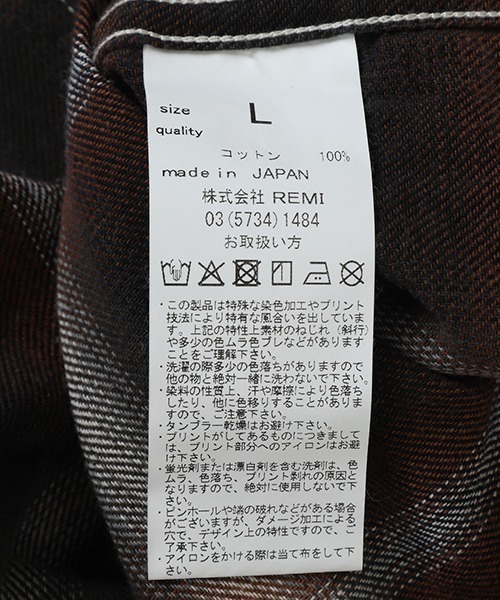 size L
quality
コットン 100%
made in JAPAN
株式会社 REMI
03(5734)1484
お取扱い方
・この製品は特殊な染色加工やプリント
技法により特有な風合いを出していま
す。上記の特性上素材のねじれ（斜行）
や多少の色ムラ色ブレなどがあります
ことをご理解下さい。
・洗濯の際多少の色落ちがありますので
他の物と絶対一緒に洗わないで下さい。
・染料の性質上、汗や摩擦により色落ち
したり、他に色移りすることがありま
すので、ご注意下さい。
・タンブラー乾燥はお避け下さい。
・プリントがしてあるものにつきまして
は、プリント部分へのアイロンはお避
け下さい。
・蛍光剤または漂白剤を含む洗剤は、色
ムラ、色落ち、プリント剥れの原因と
なりますので、絶対に使用しないで下
さい。
・ピンホールや端の破れなどがある場合
がございますが、ダメージ加工による
穴で、デザイン上の特性ですので、ご
了承下さい。
・アイロンをかける際は当て布をして下
さい。